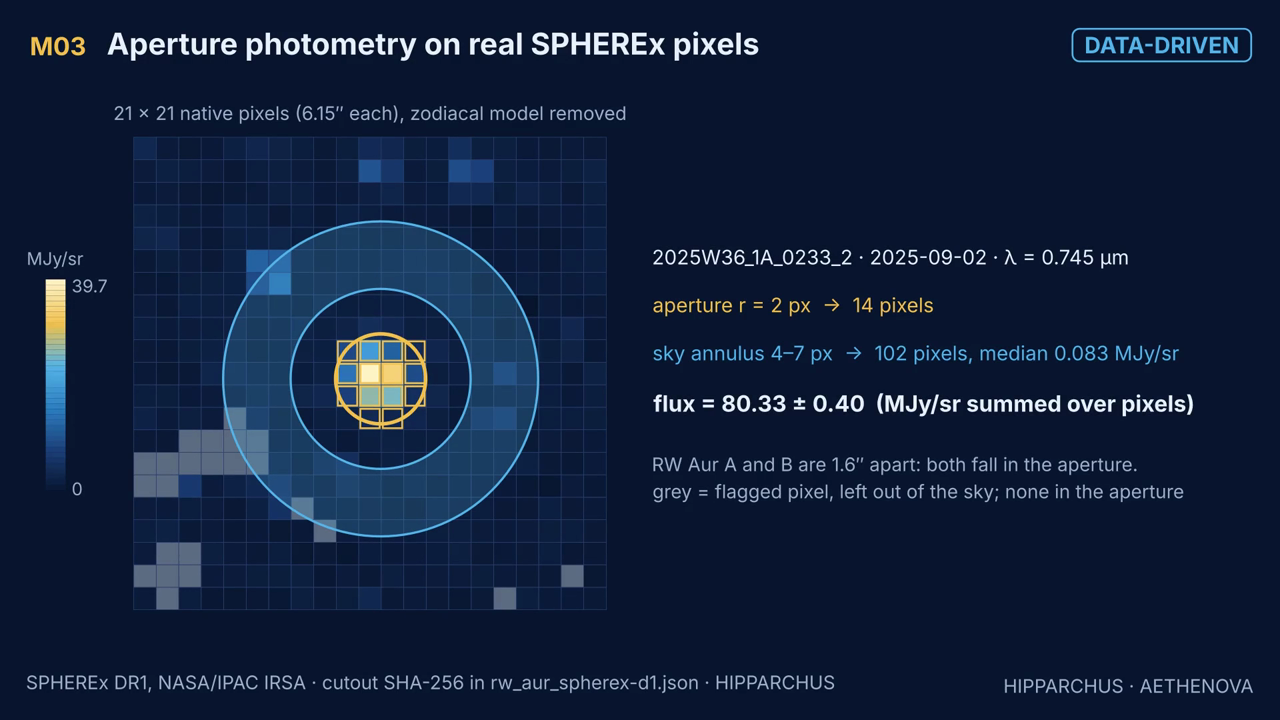 M03 Aperture photometry on real SPHEREx pixels
DATA-DRIVEN
21 × 21 native pixels (6.15″ each), zodiacal model removed
MJy/sr
39.7
0
2025W36_1A_0233_2 · 2025-09-02 · λ = 0.745 µm
aperture r = 2 px → 14 pixels
sky annulus 4–7 px → 102 pixels, median 0.083 MJy/sr
flux = 80.33 ± 0.40 (MJy/sr summed over pixels)
RW Aur A and B are 1.6″ apart: both fall in the aperture.
grey = flagged pixel, left out of the sky; none in the aperture
SPHEREx DR1, NASA/IPAC IRSA · cutout SHA-256 in rw_aur_spherex-d1.json · HIPPARCHUS
HIPPARCHUS · AETHENOVA